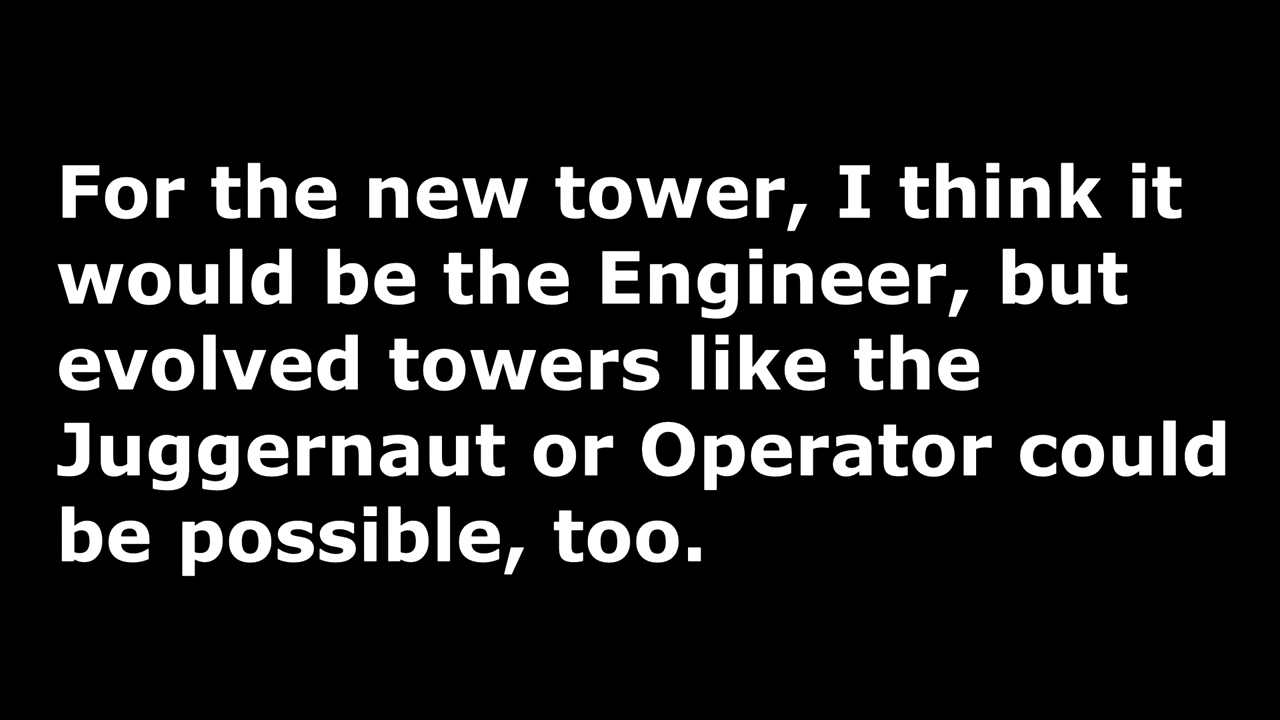 For the new tower, I think it
would be the Engineer, but
evolved towers like the
Juggernaut or Operator could
be possible, too.